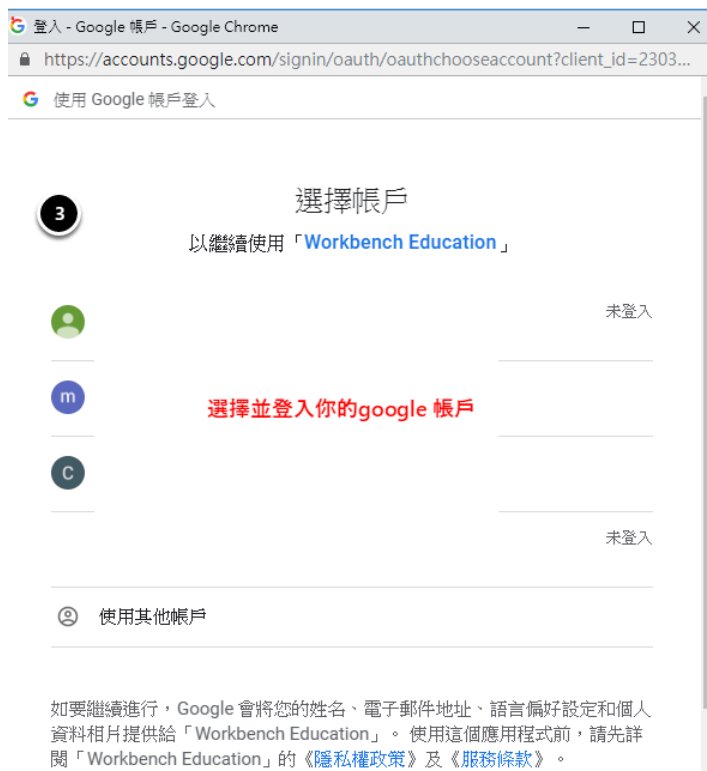 登入 - Google 帳戶 - Google Chrome
https://accounts.google.com/signin/oauth/oauthchooseaccount?client_id=2303...
使用 Google 帳戶登入
3
選擇帳戶
以繼續使用「Workbench Education」
未登入
m
選擇並登入你的google 帳戶
C
未登入
使用其他帳戶
如要繼續進行，Google 會將您的姓名、電子郵件地址、語言偏好設定和個人
資料相片提供給「Workbench Education」。使用這個應用程式前，請先詳
閱「Workbench Education」的《隱私權政策》及《服務條款》。